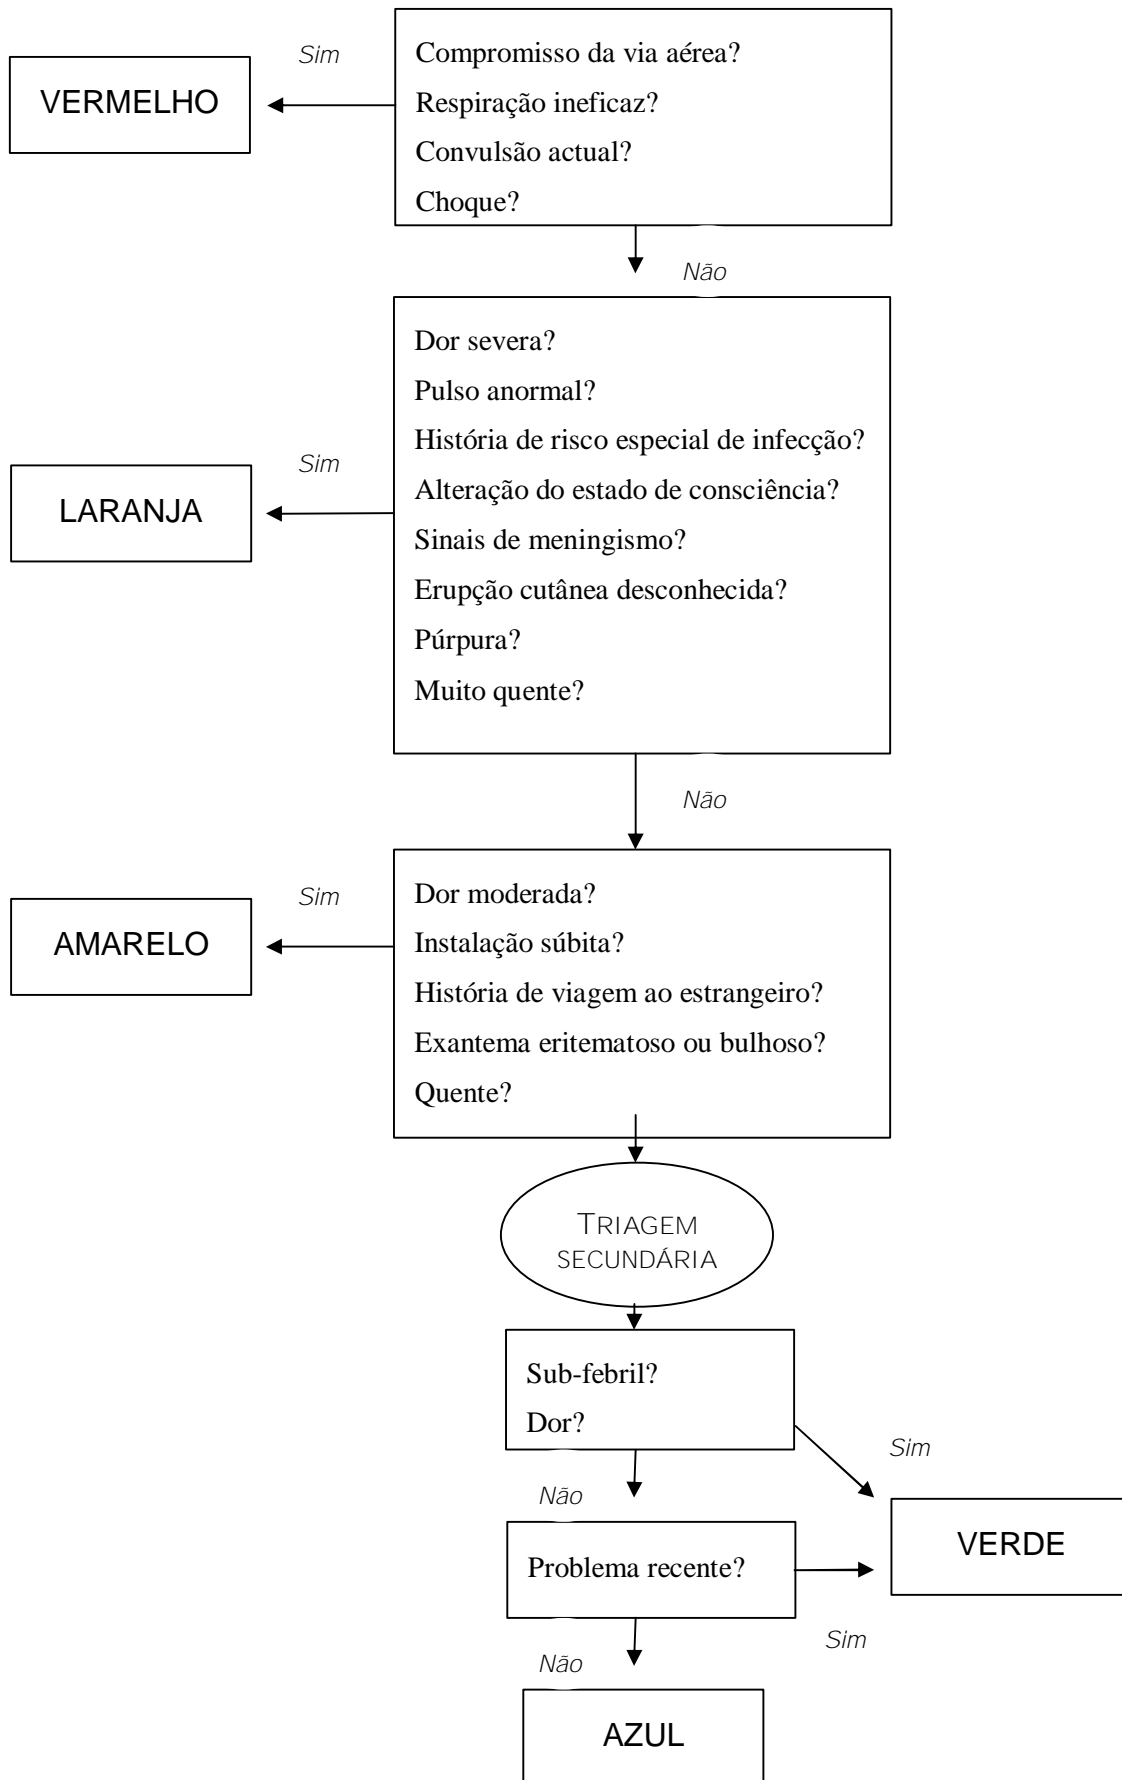 Compromisso da via aérea?
Sim
VERMELHO
Respiração ineficaz?
Convulsão actual?
Choque?
Não
Dor severa?
Pulso anormal?
História de risco especial de infecção?
Sim
LARANJA
Alteração do estado de consciência?
Sinais de meningismo?
Erupção cutânea desconhecida?
Púrpura?
Muito quente?
Não
Dor moderada?
Sim
AMARELO
Instalação súbita?
História de viagem ao estrangeiro?
Exantema eritematoso ou bulhoso?
Quente?
TRIAGEM
SECUNDÁRIA
Sub-febril?
Dor?
Sim
Não
VERDE
Problema recente?
Sim
Não
AZUL